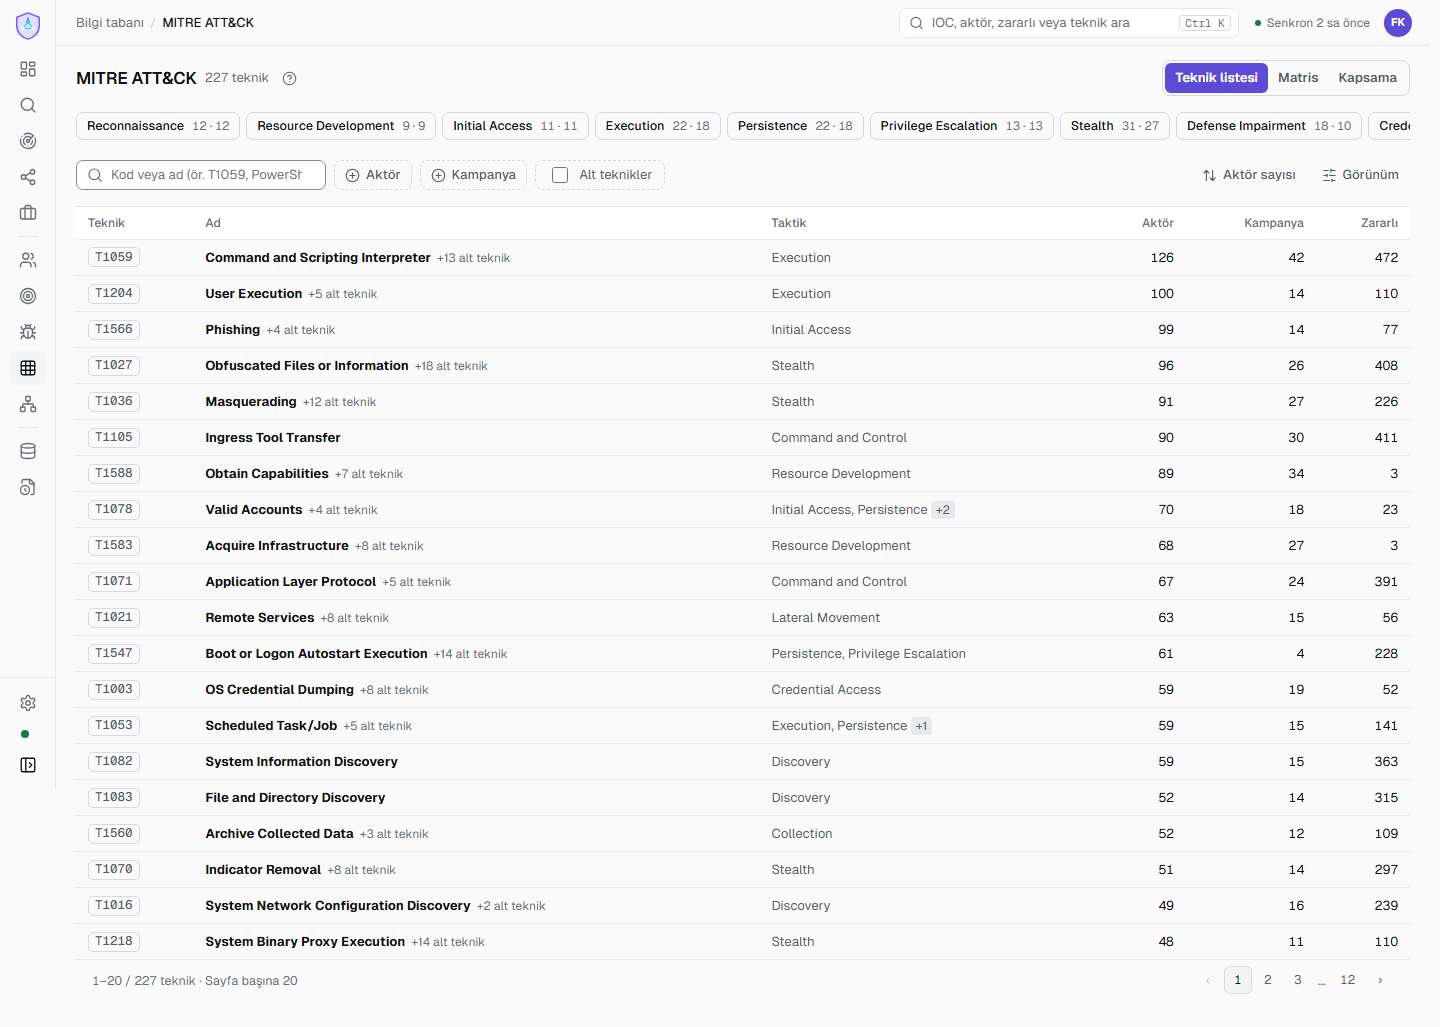 Bilgi tabanı / MITRE ATT&CK
IOC, aktör, zararlı veya teknik ara Ctrl K
Senkron 2 sa önce
FK
MITRE ATT&CK 227 teknik
Teknik listesi Matris Kapsama
Reconnaissance 12 · 12 Resource Development 9 · 9 Initial Access 11 · 11 Execution 22 · 18 Persistence 22 · 18 Privilege Escalation 13 · 13 Stealth 31 · 27 Defense Impairment 18 · 10
Kod veya ad (ör. T1059, PowerSh Aktör Kampanya Alt teknikler Aktör sayısı Görünüm
Teknik Ad Taktik Aktör Kampanya Zararlı
T1059 Command and Scripting Interpreter +13 alt teknik Execution 126 42 472
T1204 User Execution +5 alt teknik Execution 100 14 110
T1566 Phishing +4 alt teknik Initial Access 99 14 77
T1027 Obfuscated Files or Information +18 alt teknik Stealth 96 26 408
T1036 Masquerading +12 alt teknik Stealth 91 27 226
T1105 Ingress Tool Transfer Command and Control 90 30 411
T1588 Obtain Capabilities +7 alt teknik Resource Development 89 34 3
T1078 Valid Accounts +4 alt teknik Initial Access, Persistence +2 70 18 23
T1583 Acquire Infrastructure +8 alt teknik Resource Development 68 27 3
T1071 Application Layer Protocol +5 alt teknik Command and Control 67 24 391
T1021 Remote Services +8 alt teknik Lateral Movement 63 15 56
T1547 Boot or Logon Autostart Execution +14 alt teknik Persistence, Privilege Escalation 61 4 228
T1003 OS Credential Dumping +8 alt teknik Credential Access 59 19 52
T1053 Scheduled Task/Job +5 alt teknik Execution, Persistence +1 59 15 141
T1082 System Information Discovery Discovery 59 15 363
T1083 File and Directory Discovery Discovery 52 14 315
T1560 Archive Collected Data +3 alt teknik Collection 52 12 109
T1070 Indicator Removal +8 alt teknik Stealth 51 14 297
T1016 System Network Configuration Discovery +2 alt teknik Discovery 49 16 239
T1218 System Binary Proxy Execution +14 alt teknik Stealth 48 11 110
1–20 / 227 teknik · Sayfa başına 20 ‹ 1 2 3 … 12 ›